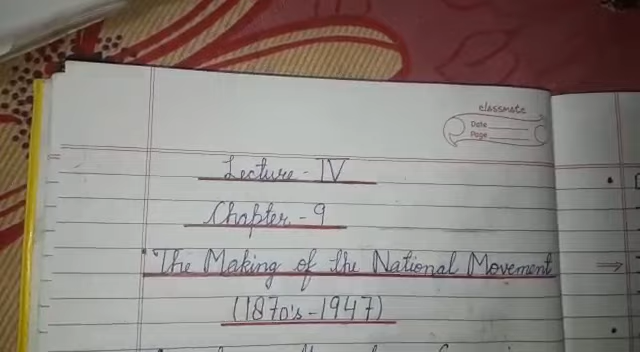 classmate
Date
Page
Lecture - IV
Chapter - 9
The Making of the National Movement
(1870's - 1947)